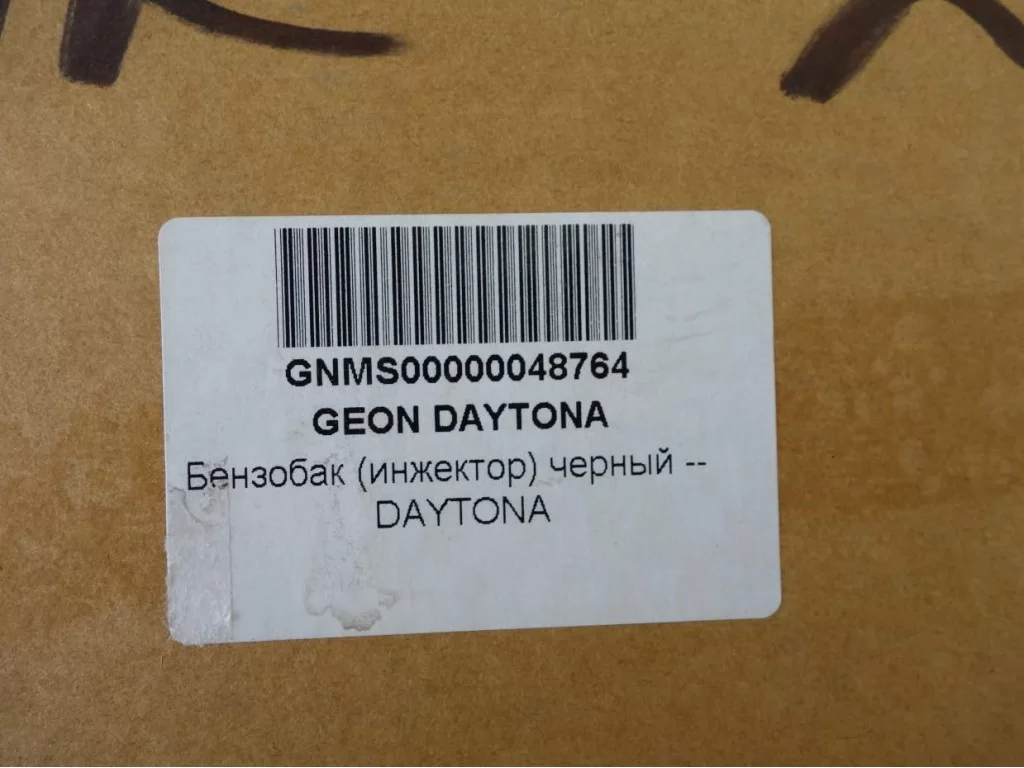 GNMS00000048764
GEON DAYTONA
Бензобак (инжектор) черный --
DAYTONA